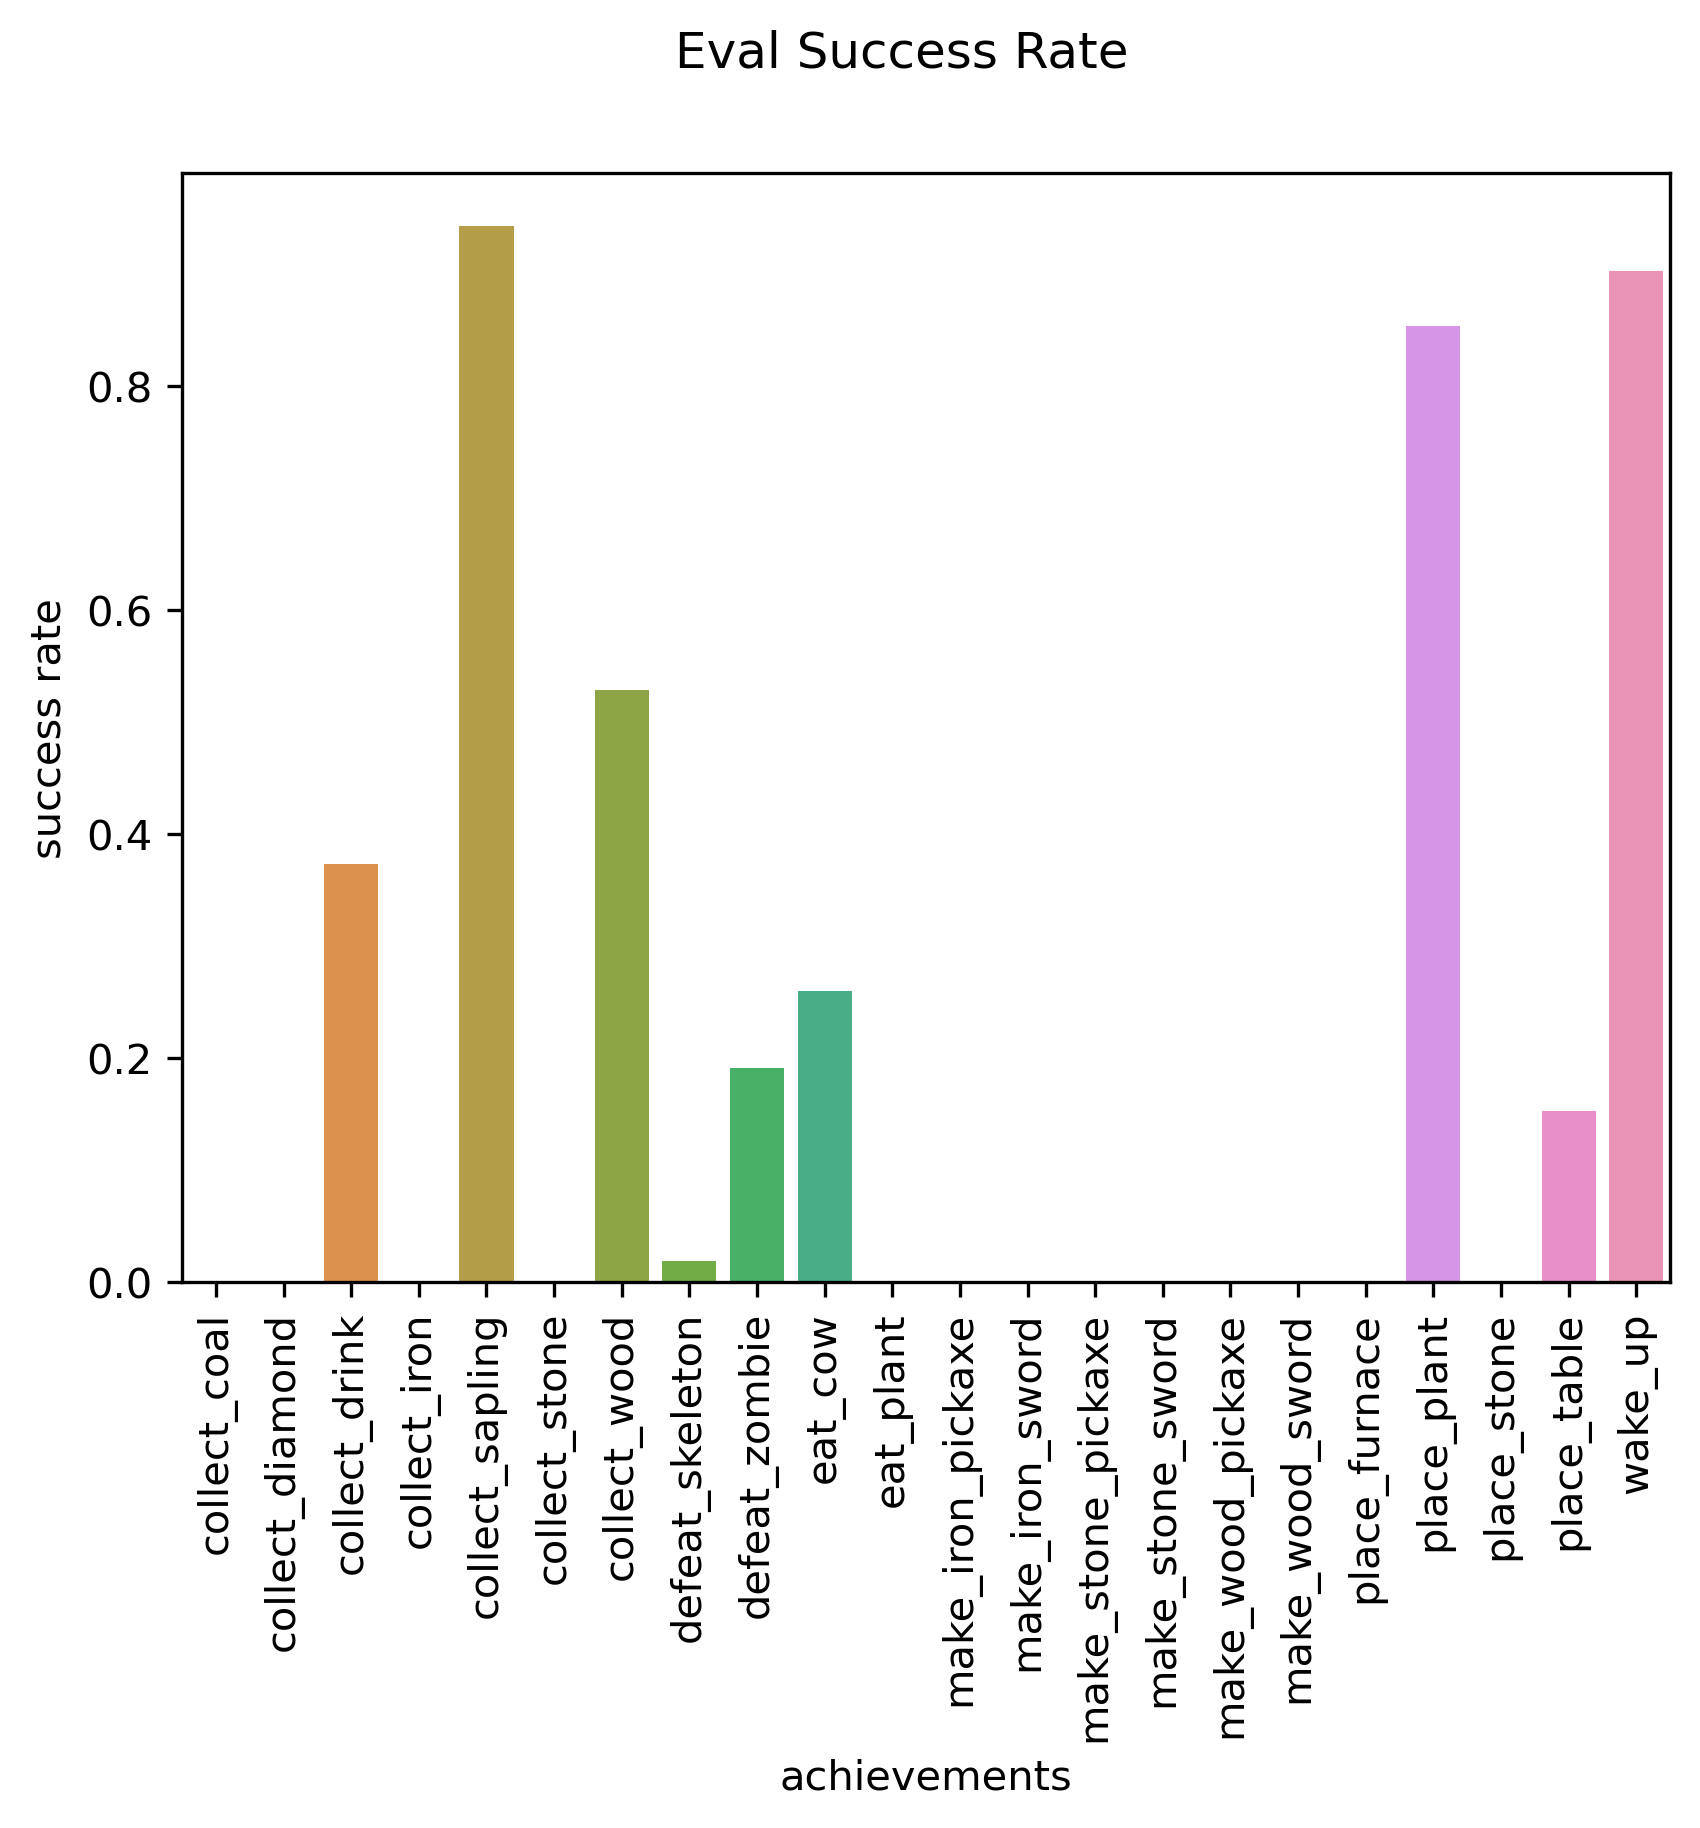 Eval Success Rate
success rate
0.8
0.6
0.4
0.2
0.0
collect_coal
collect_diamond
collect_drink
collect_iron
collect_sapling
collect_stone
collect_wood
defeat_skeleton
defeat_zombie
eat_cow
eat_plant
make_iron_pickaxe
make_iron_sword
make_stone_pickaxe
make_stone_sword
make_wood_pickaxe
make_wood_sword
place_furnace
place_plant
place_stone
place_table
wake_up
achievements